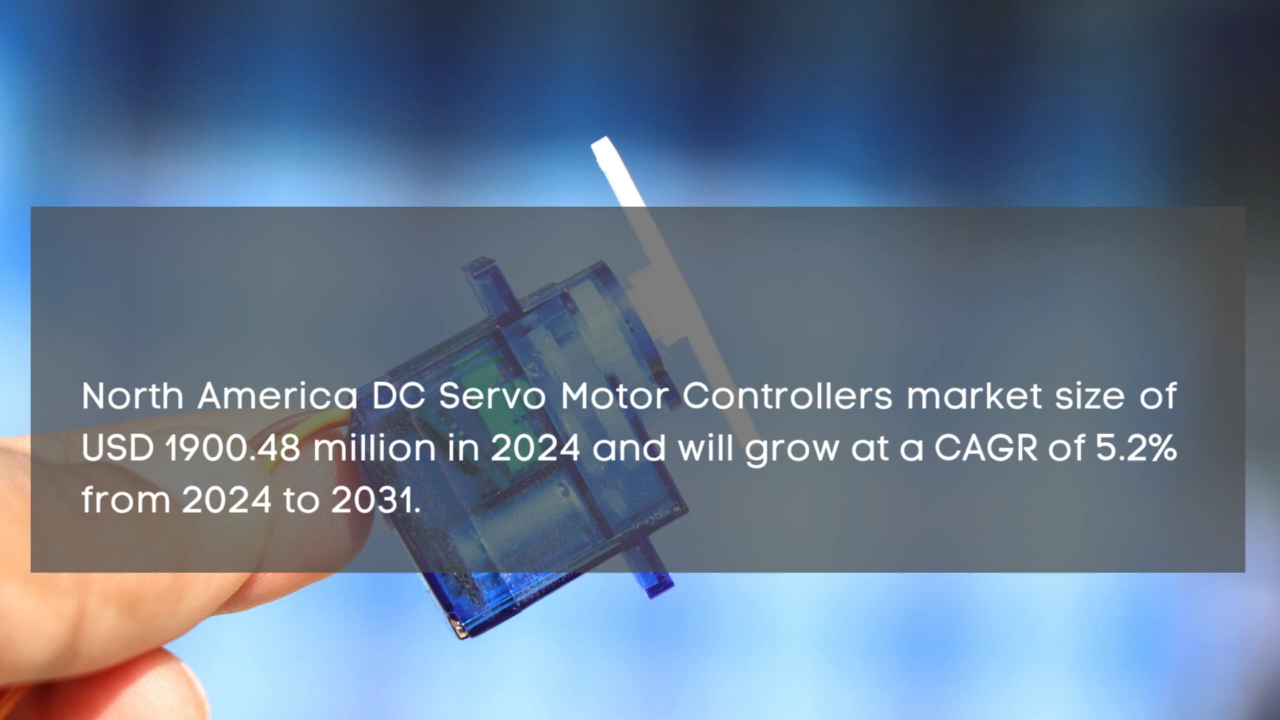 North America DC Servo Motor Controllers market size of
USD 1900.48 million in 2024 and will grow at a CAGR of 5.2%
from 2024 to 2031.